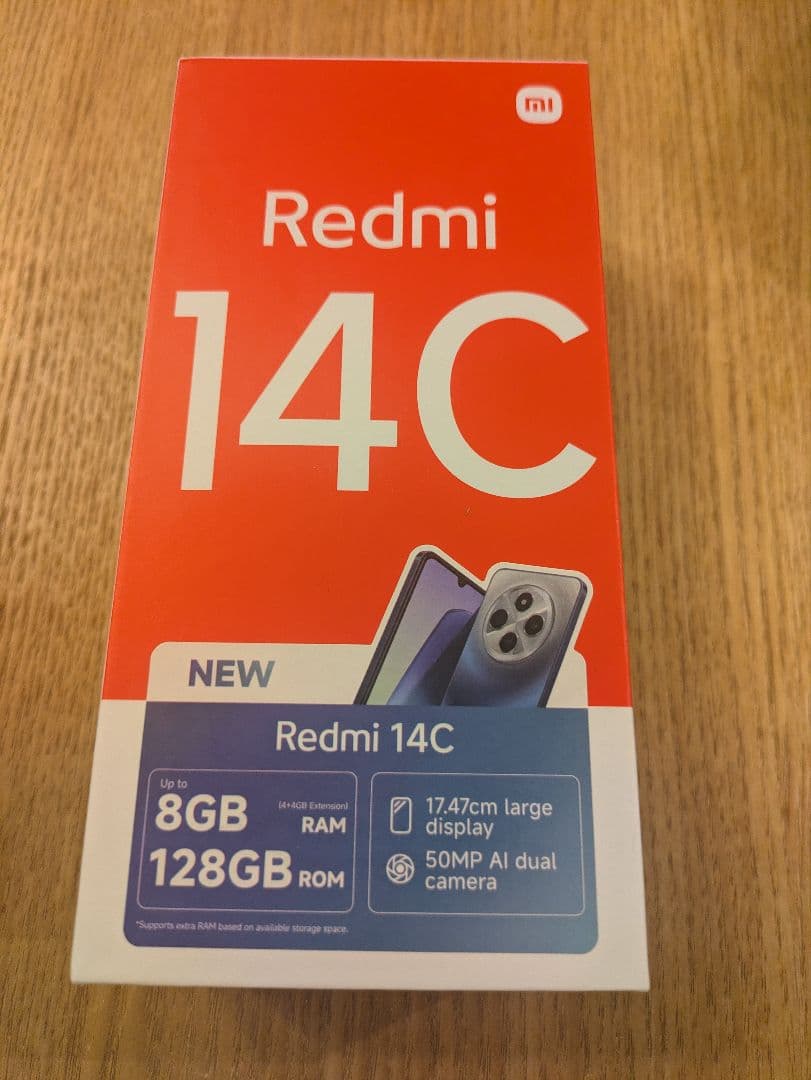 mi
Redmi
14C
NEW
Redmi 14C
Up to
8GB (4+4GB Extension) RAM
128GB ROM
17.47cm large
display
50MP AI dual
camera
*Supports extra RAM based on available storage space.